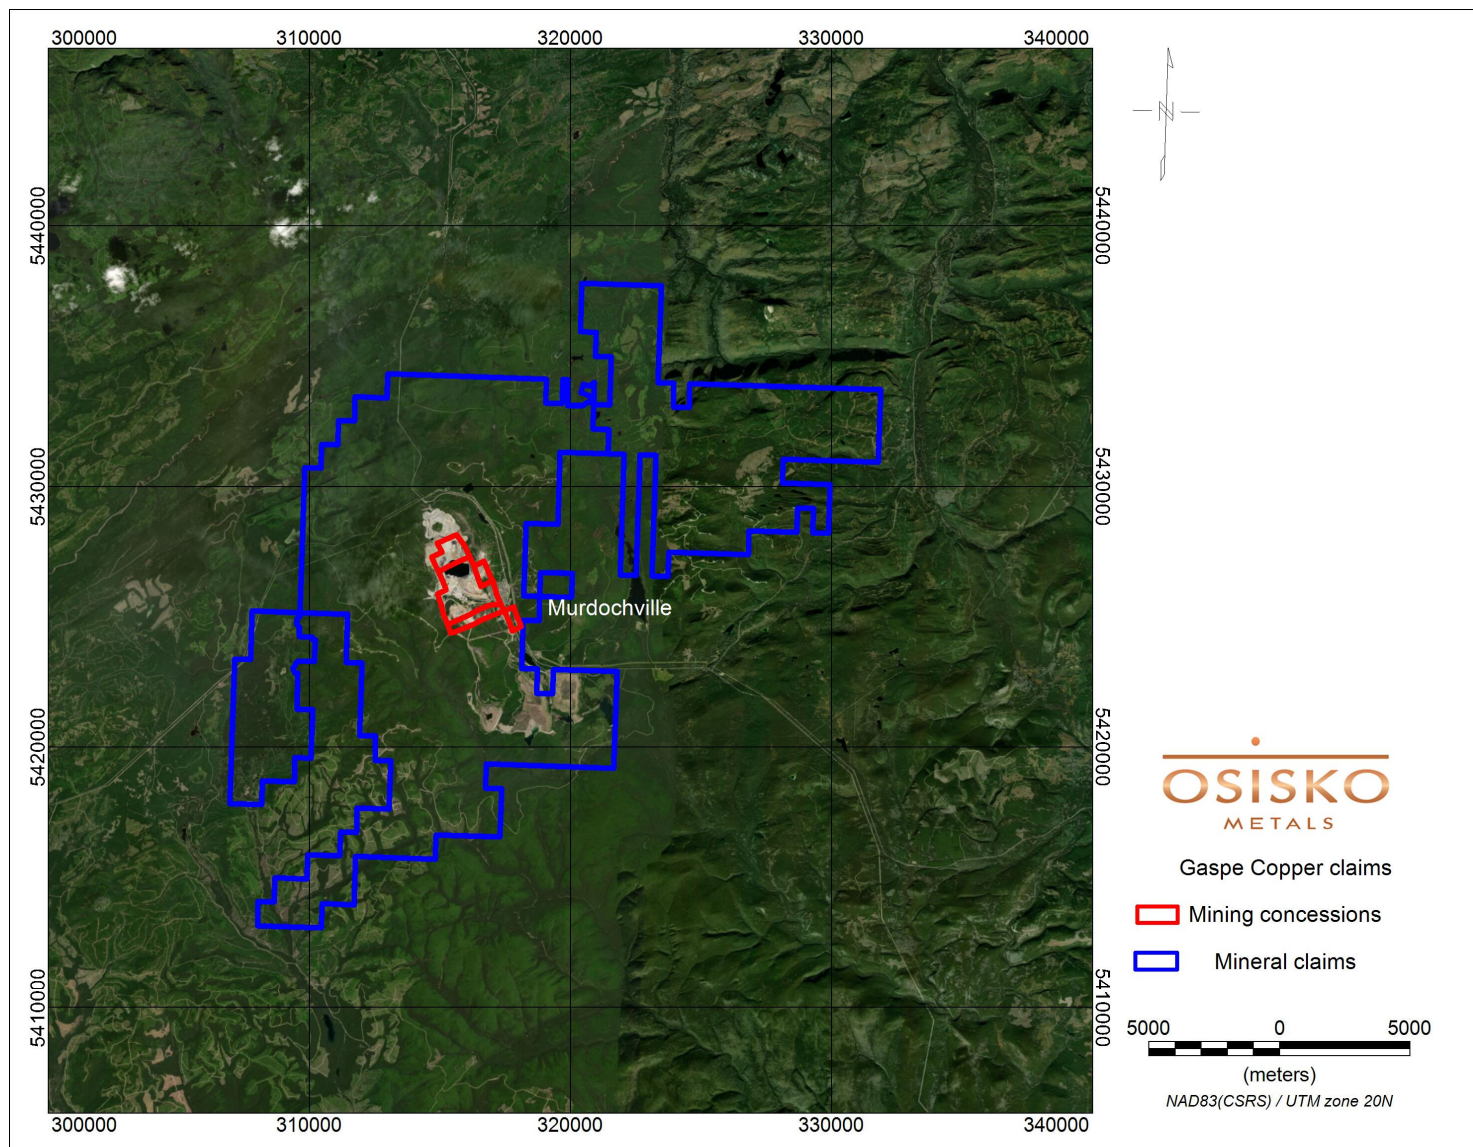 300000 310000 320000 330000 340000
N
5440000 5440000
5430000 5430000
Murdochville
5420000 5420000
5410000 5410000
300000 310000 320000 330000 340000
OSISKO
METALS
Gaspe Copper claims
Mining concessions
Mineral claims
5000 0 5000
(meters)
NAD83(CSRS) / UTM zone 20N